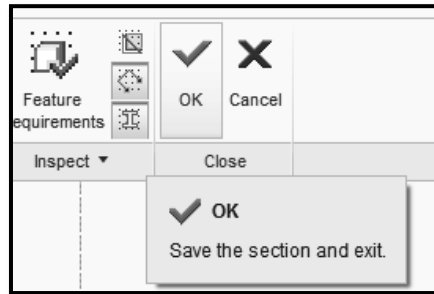 Feature
equirements
OK
Cancel
Inspect
Close
OK
Save the section and exit.